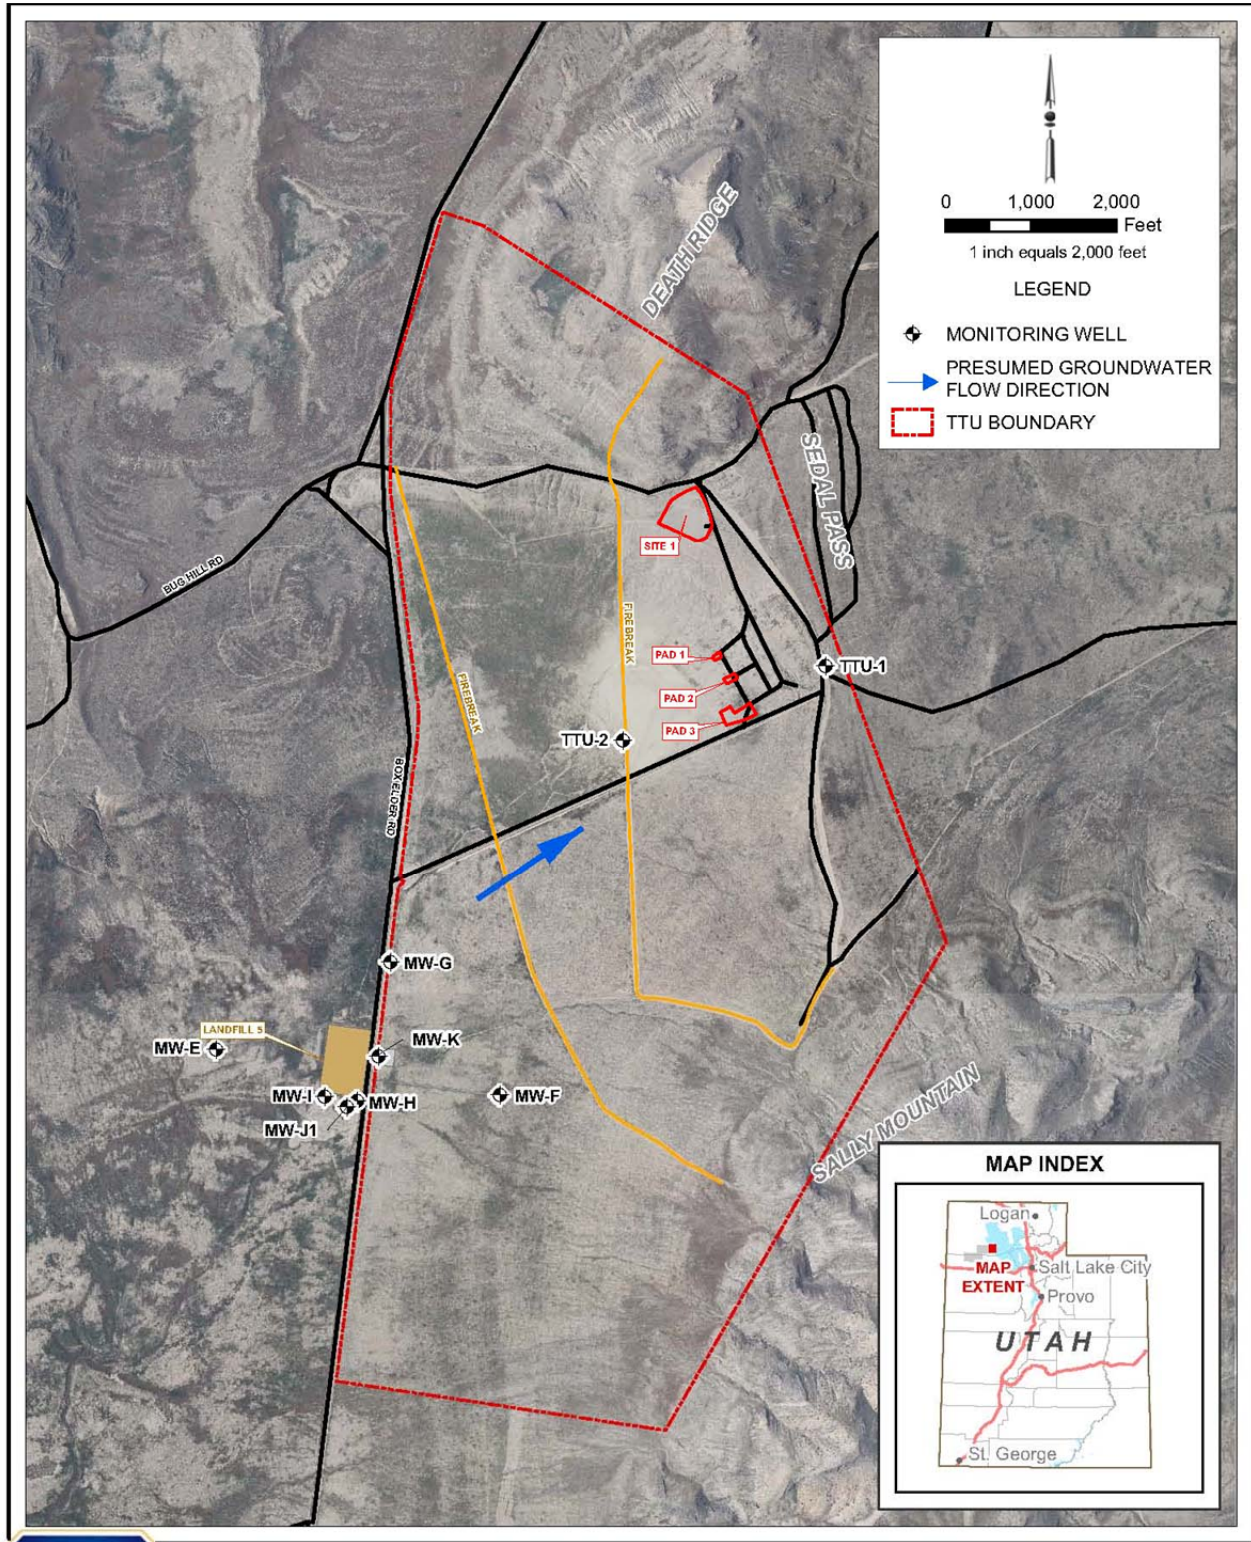 0 1,000 2,000
Feet
1 inch equals 2,000 feet
LEGEND
MONITORING WELL
PRESUMED GROUNDWATER
FLOW DIRECTION
TTU BOUNDARY
DEATH RIDGE
SEDAL PASS
SITE 1
BUG HILL RD
FIREBREAK
PAD 1
TTU-1
PAD 2
FIREBREAK
PAD 3
TTU-2
BOX ELDER RD
MW-G
LANDFILL 5
MW-E
MW-K
MW-I
MW-H
MW-F
MW-J1
SALLY MOUNTAIN
MAP INDEX
Logan
MAP
EXTENT
Salt Lake City
Provo
UTAH
St. George